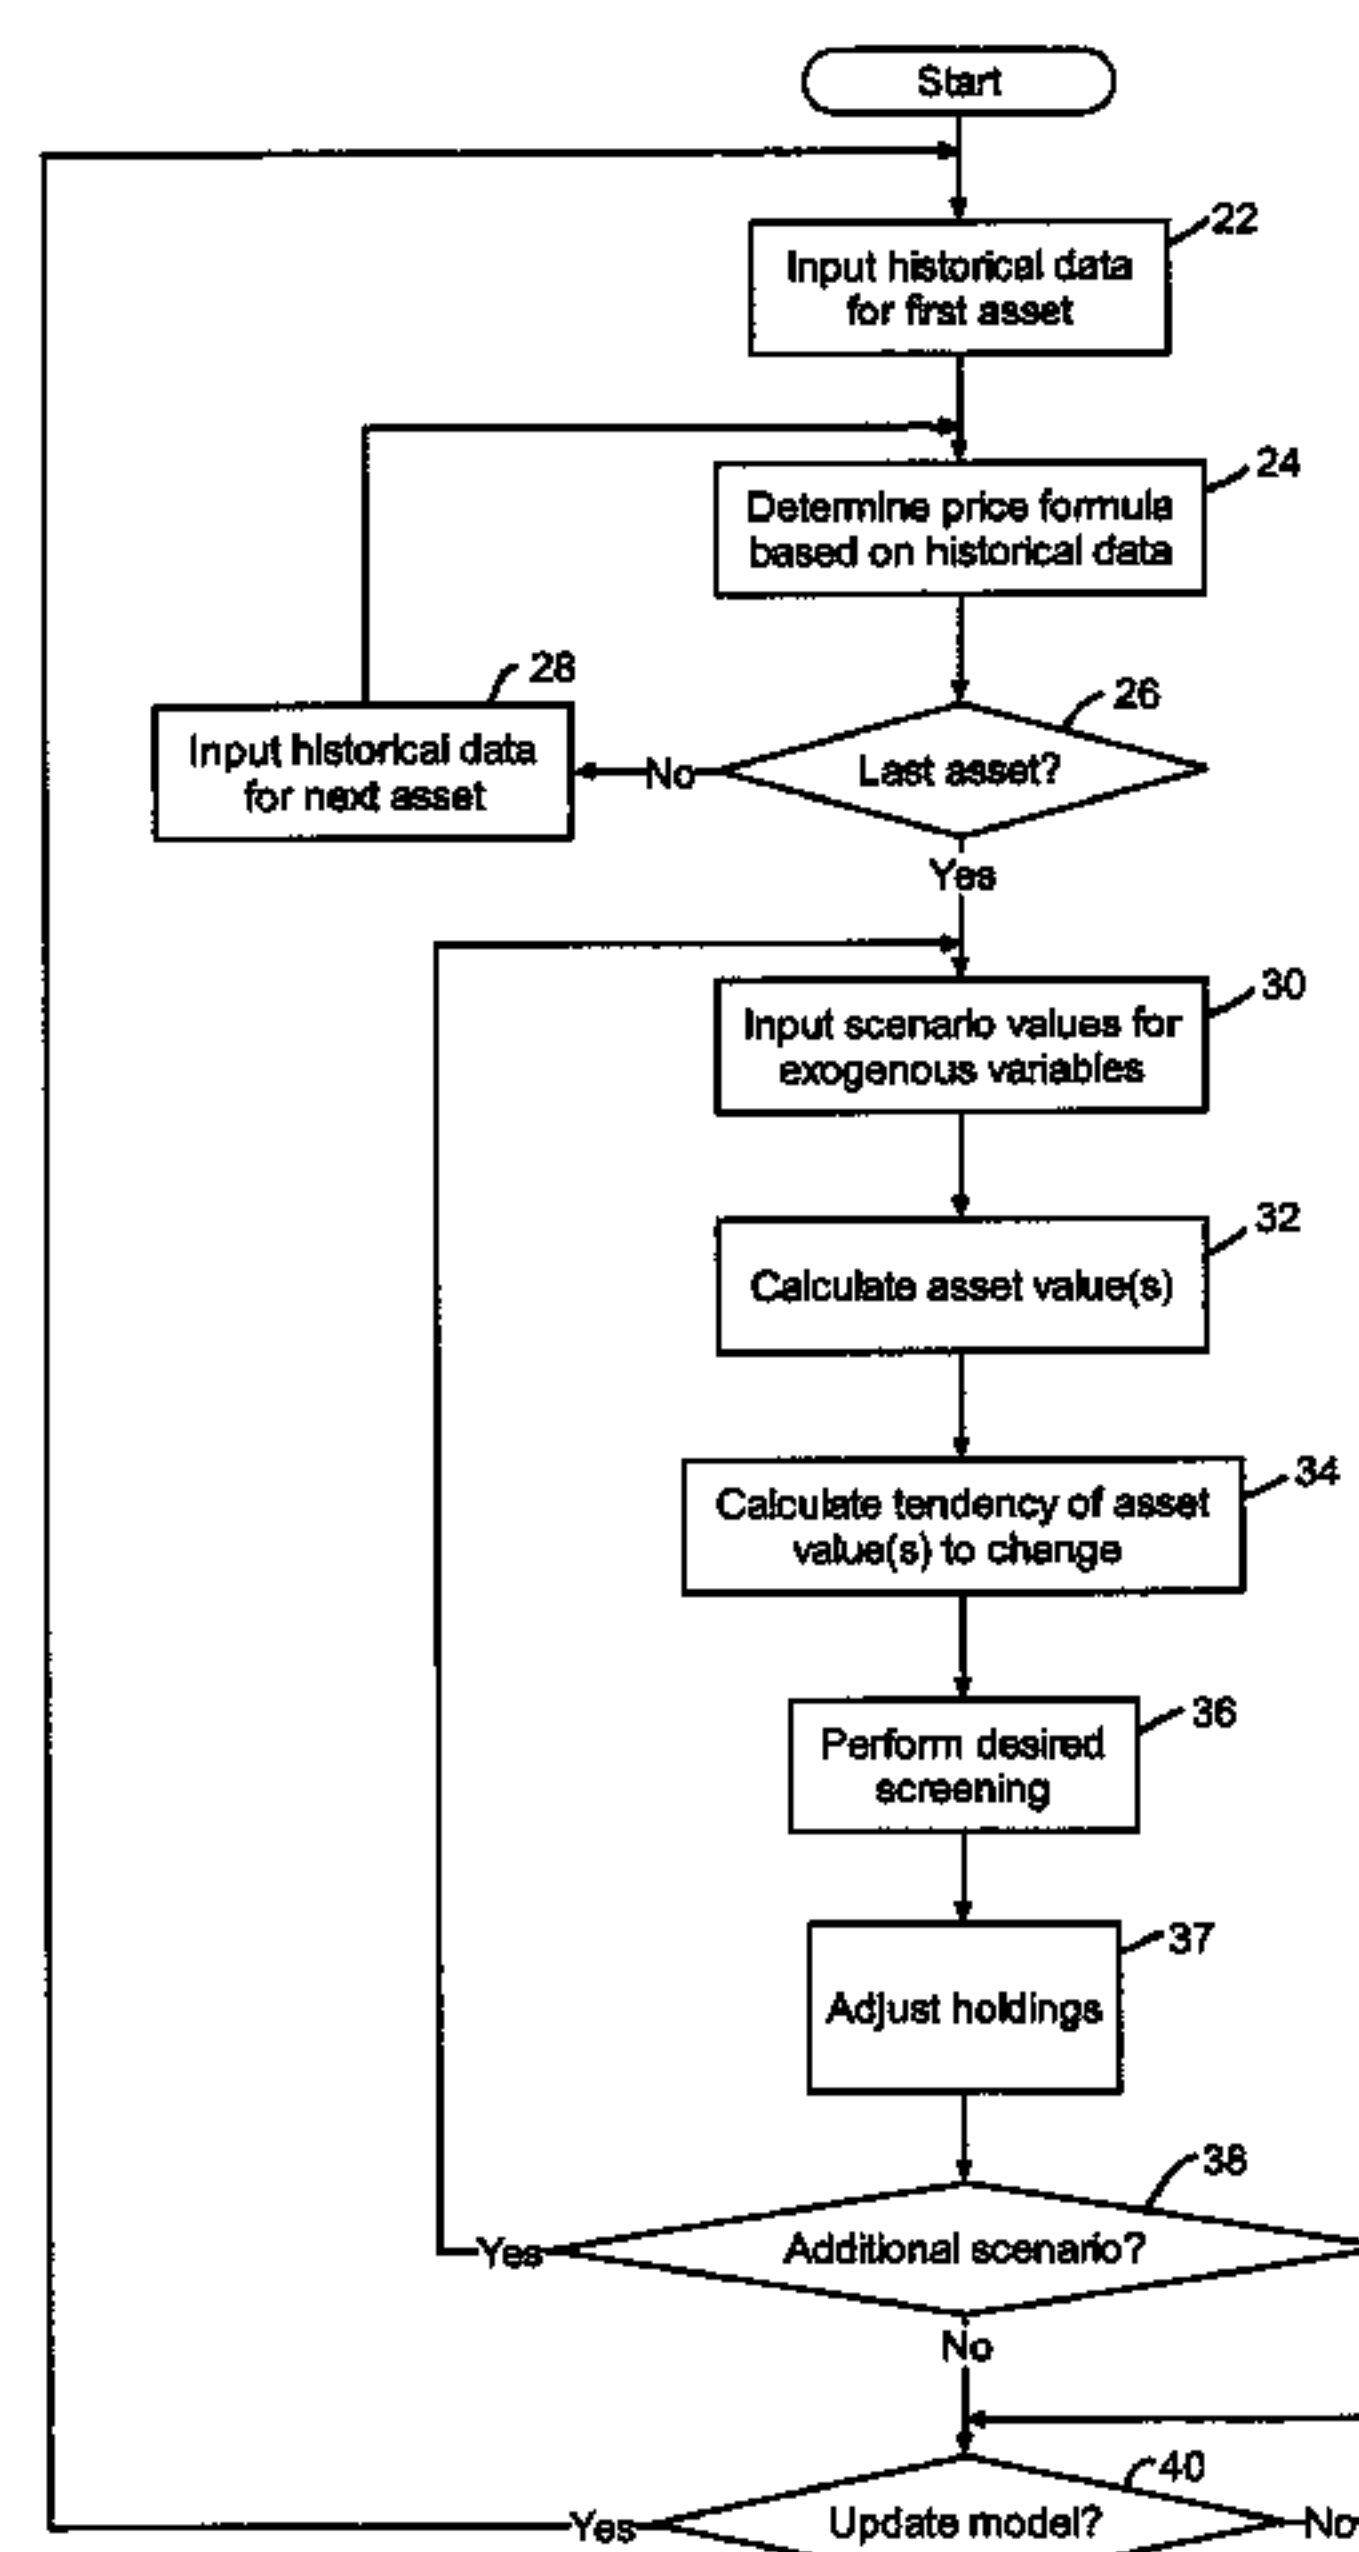 Start
22
Input historical data
for first asset
24
Determine price formula
based on historical data
28
Input historical data
for next asset
No
26
Last asset?
Yes
30
Input scenario values for
exogenous variables
32
Calculate asset value(s)
34
Calculate tendency of asset
value(s) to change
36
Perform desired
screening
37
Adjust holdings
38
Additional scenario?
Yes
No
40
Update model?
Yes
No